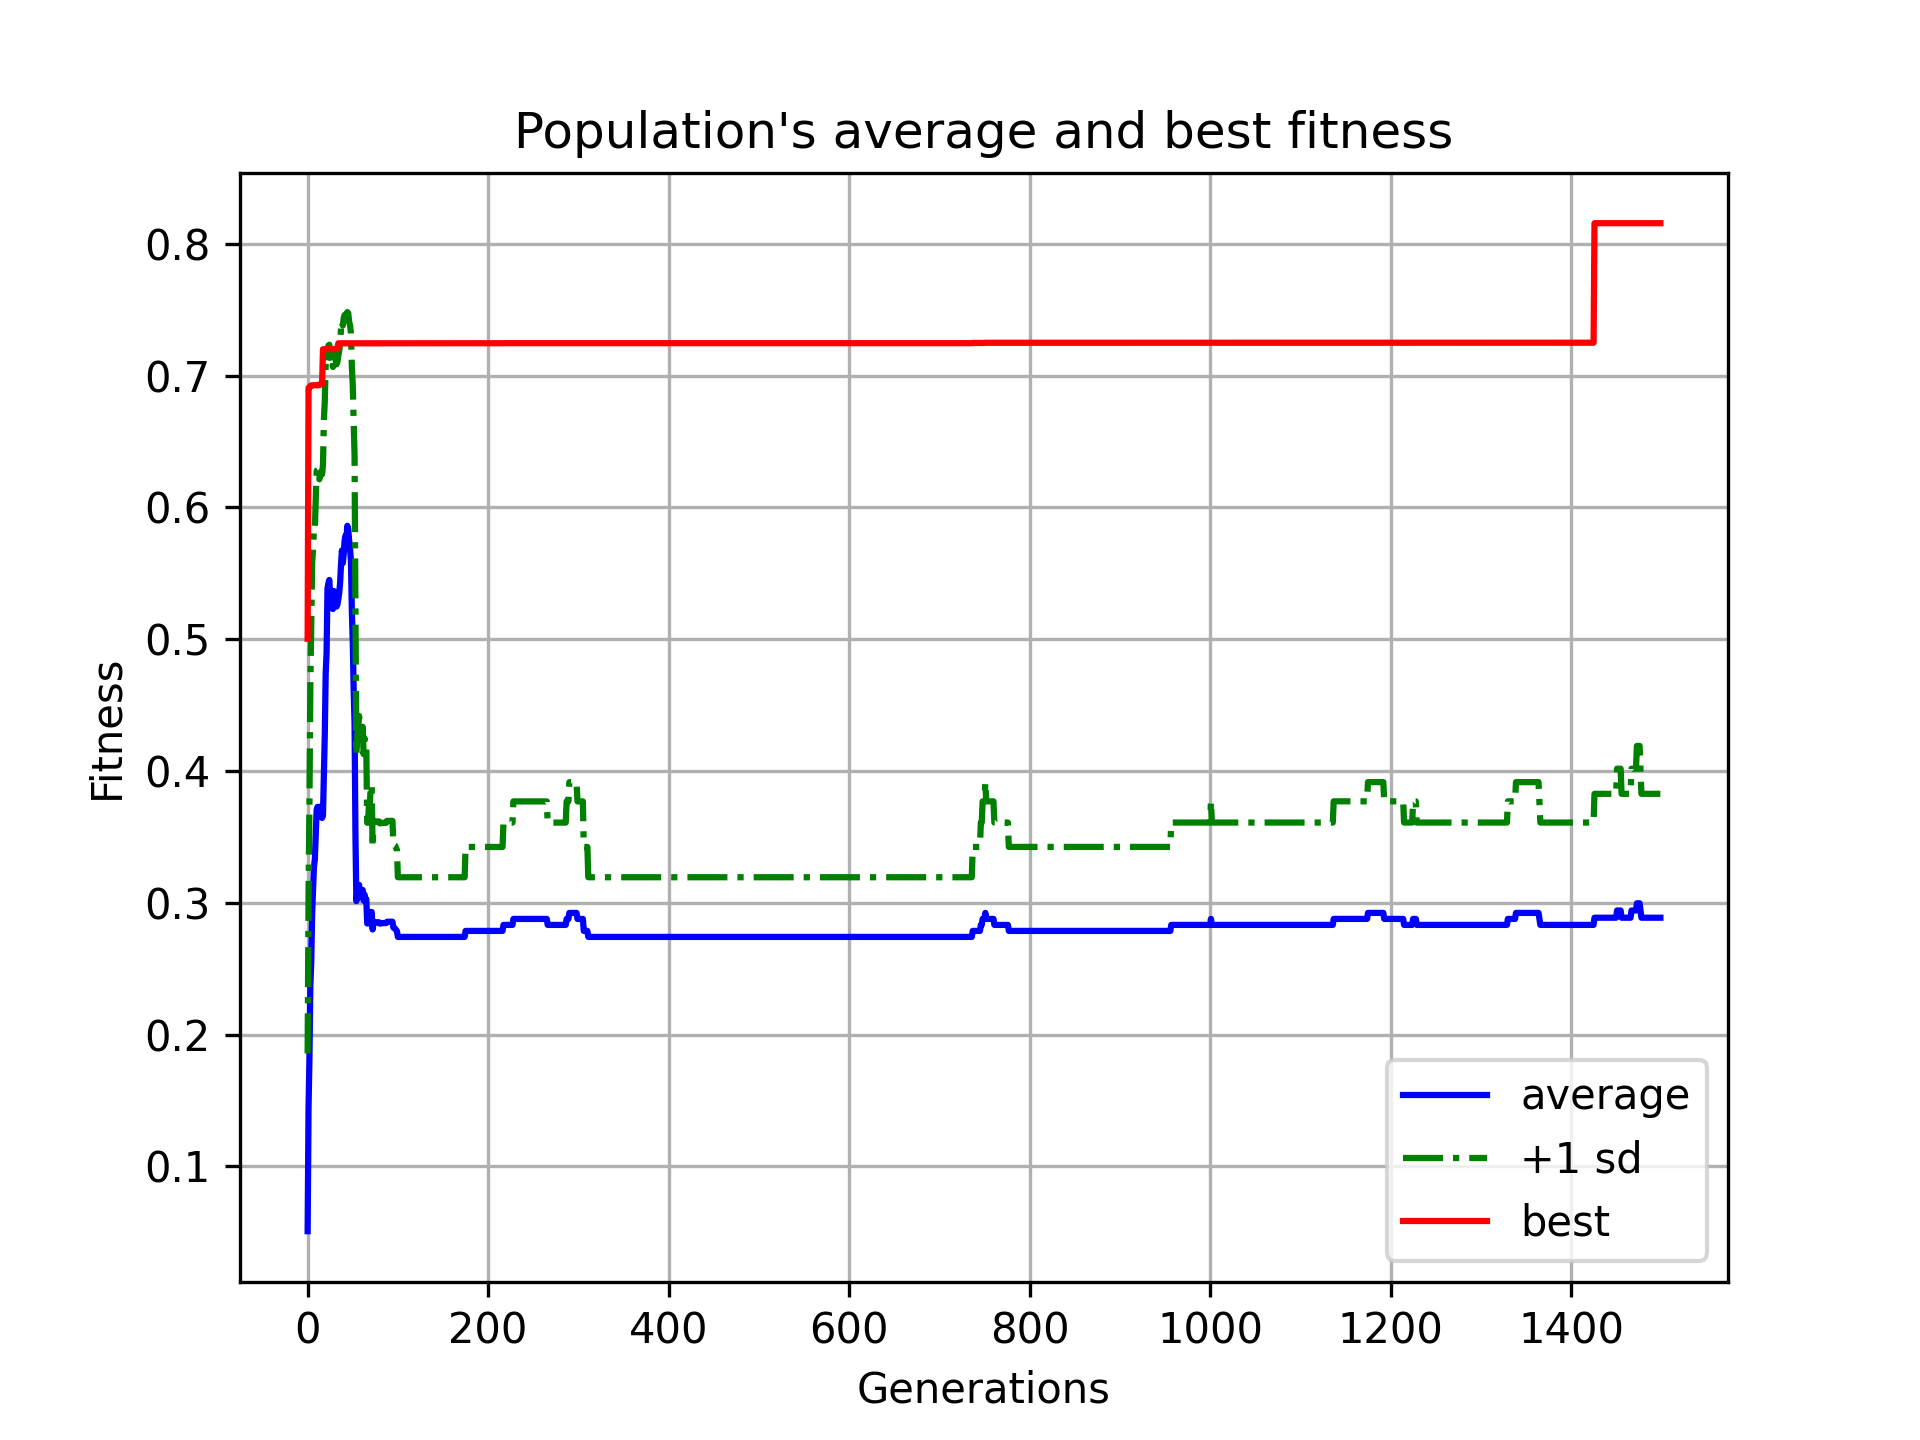 Population's average and best fitness
Fitness
0.8
0.7
0.6
0.5
0.4
0.3
0.2
0.1
0 200 400 600 800 1000 1200 1400
Generations
average
+1 sd
best